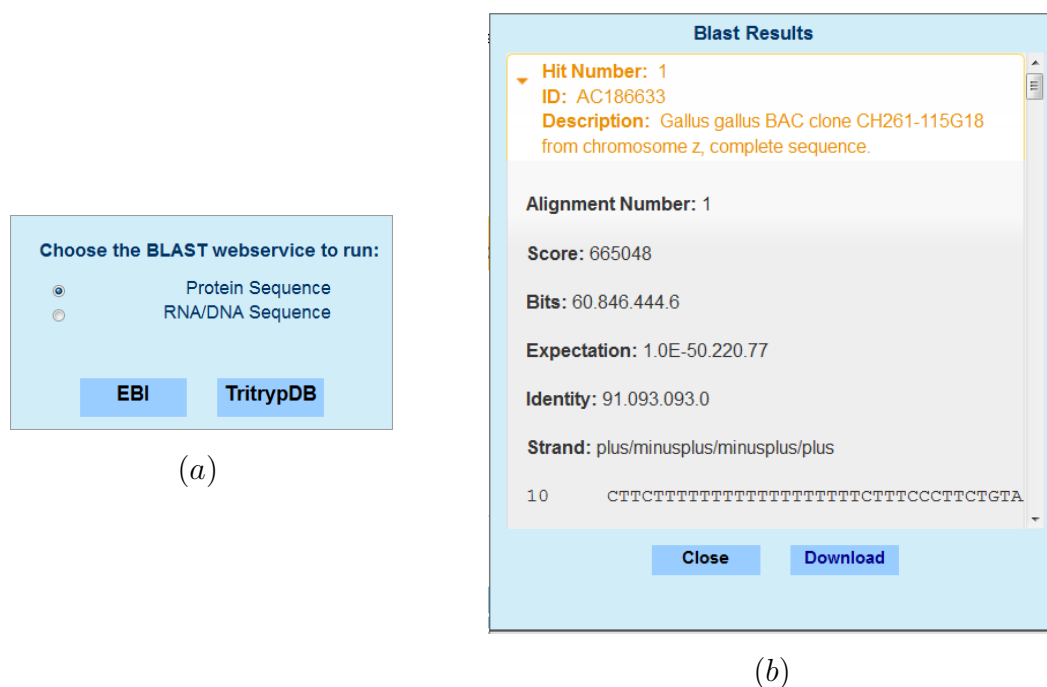 Choose the BLAST webservice to run:
Protein Sequence
RNA/DNA Sequence
EBI
TritrypDB
(a)
Blast Results
Hit Number: 1
ID: AC186633
Description: Gallus gallus BAC clone CH261-115G18
from chromosome z, complete sequence.
Alignment Number: 1
Score: 665048
Bits: 60.846.444.6
Expectation: 1.0E-50.220.77
Identity: 91.093.093.0
Strand: plus/minusplus/minusplus/plus
10 CTTCTTTTTTTTTTTTTTTTTTTCTTTCCCTTCTGTA
Close
Download
(b)